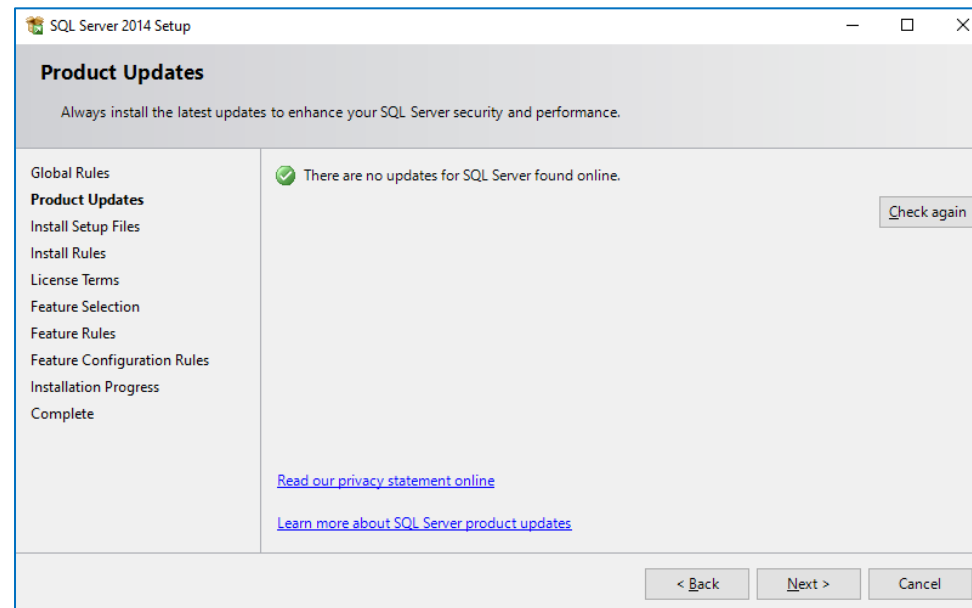 SQL Server 2014 Setup
Product Updates
Always install the latest updates to enhance your SQL Server security and performance.
Global Rules
Product Updates
Install Setup Files
Install Rules
License Terms
Feature Selection
Feature Rules
Feature Configuration Rules
Installation Progress
Complete
There are no updates for SQL Server found online.
Check again
Read our privacy statement online
Learn more about SQL Server product updates
< Back
Next >
Cancel